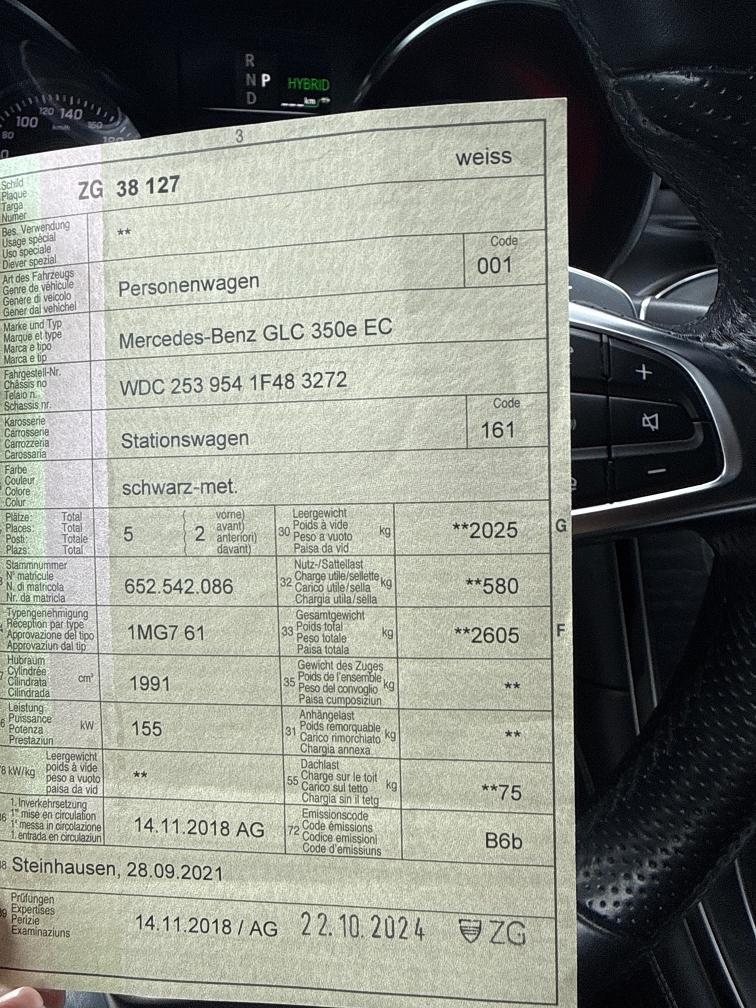 R
N P HYBRID
D
km
100 120 140 160
80
3
Schild
Plaque
Targa
Numer
ZG 38 127
weiss
Bes. Verwendung
Usage spécial
Uso speciale
Diever spezial
**
Art des Fahrzeugs
Genre de véhicule
Genere di veicolo
Gener dal vehichel
Personenwagen
Code
001
Marke und Typ
Marque et type
Marca e tipo
Marca e tip
Mercedes-Benz GLC 350e EC
Fahrgestell-Nr.
Châssis no
Telaio n.
Schassis nr.
WDC 253 954 1F48 3272
Karosserie
Carrosserie
Carrozzeria
Carossaria
Stationswagen
Code
161
Farbe
Couleur
Colore
Colur
schwarz-met.
Plätze: Total
Places: Total
Posti: Totale
Plazs: Total
5
2
vorne)
avant)
anteriori)
davant)
30
Leergewicht
Poids à vide
Peso a vuoto
Paisa da vid
kg
**2025
G
Stammnummer
N° matricule
N. di matricola
Nr. da matricla
652.542.086
32
Nutz-/Sattellast
Charge utile/sellette
Carico utile/sella
Chargia utila/sella
kg
**580
Typengenehmigung
Réception par type
Approvazione del tipo
Approvaziun dal tip
1MG7 61
33
Gesamtgewicht
Poids total
Peso totale
Paisa totala
kg
**2605
F
Hubraum
Cylindrée
Cilindrata
Cilindrada
cm³
1991
35
Gewicht des Zuges
Poids de l'ensemble
Peso del convoglio
Paisa cumposiziun
kg
**
Leistung
Puissance
Potenza
Prestaziun
kW
155
31
Anhängelast
Poids remorquable
Carico rimorchiato
Chargia annexa
kg
**
kW/kg
Leergewicht
poids à vide
peso a vuoto
paisa da vid
**
55
Dachlast
Charge sur le toit
Carico sul tetto
Chargia sin il tetg
kg
**75
1. Inverkehrsetzung
1re mise en circulation
1a messa in circolazione
1. entrada en circulaziun
14.11.2018 AG
72
Emissionscode
Code émissions
Codice emissioni
Code d'emissiuns
B6b
Steinhausen, 28.09.2021
Prüfungen
Expertises
Perizie
Examinaziuns
14.11.2018 / AG 22.10.2024 ZG
+
−